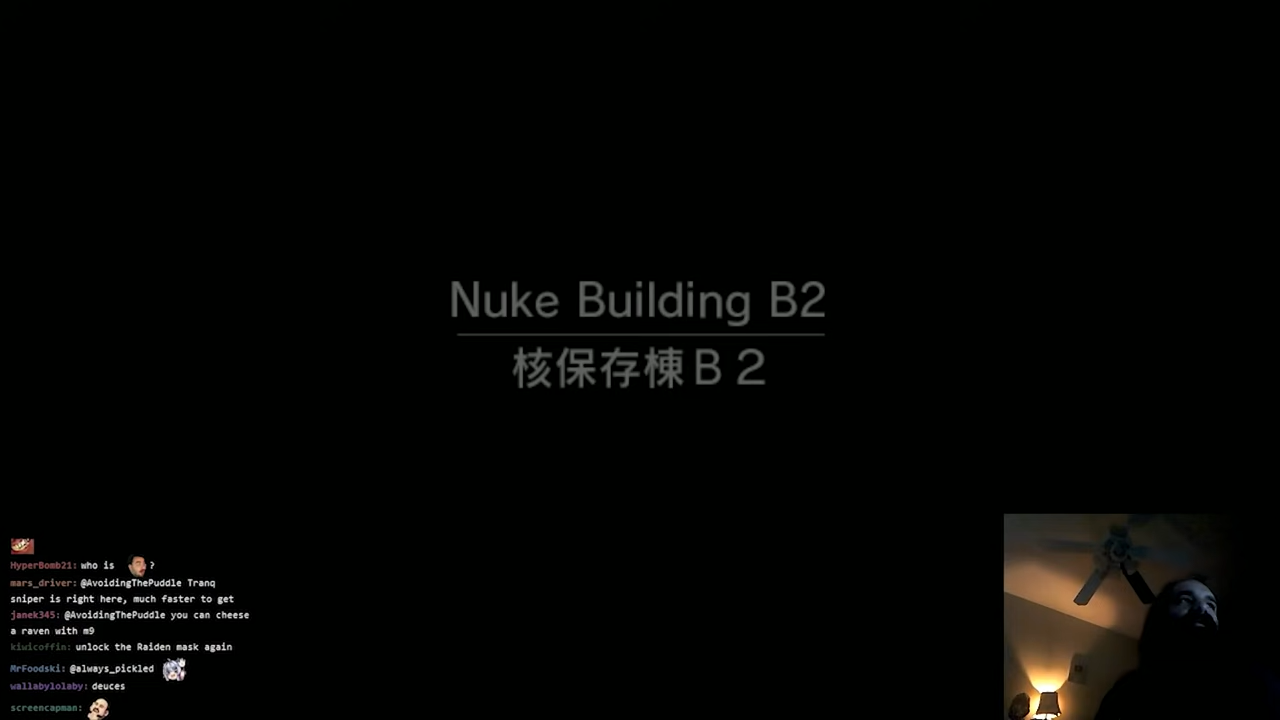 Nuke Building B2
核保存棟B2
HyperBomb21: who is ?
mars_driver: @AvoidingThePuddle Tranq
sniper is right here, much faster to get
janek345: @AvoidingThePuddle you can cheese
a raven with m9
kiwicoffin: unlock the Raiden mask again
MrFoodski: @always_pickled
wallabylolaby: deuces
screencapman: